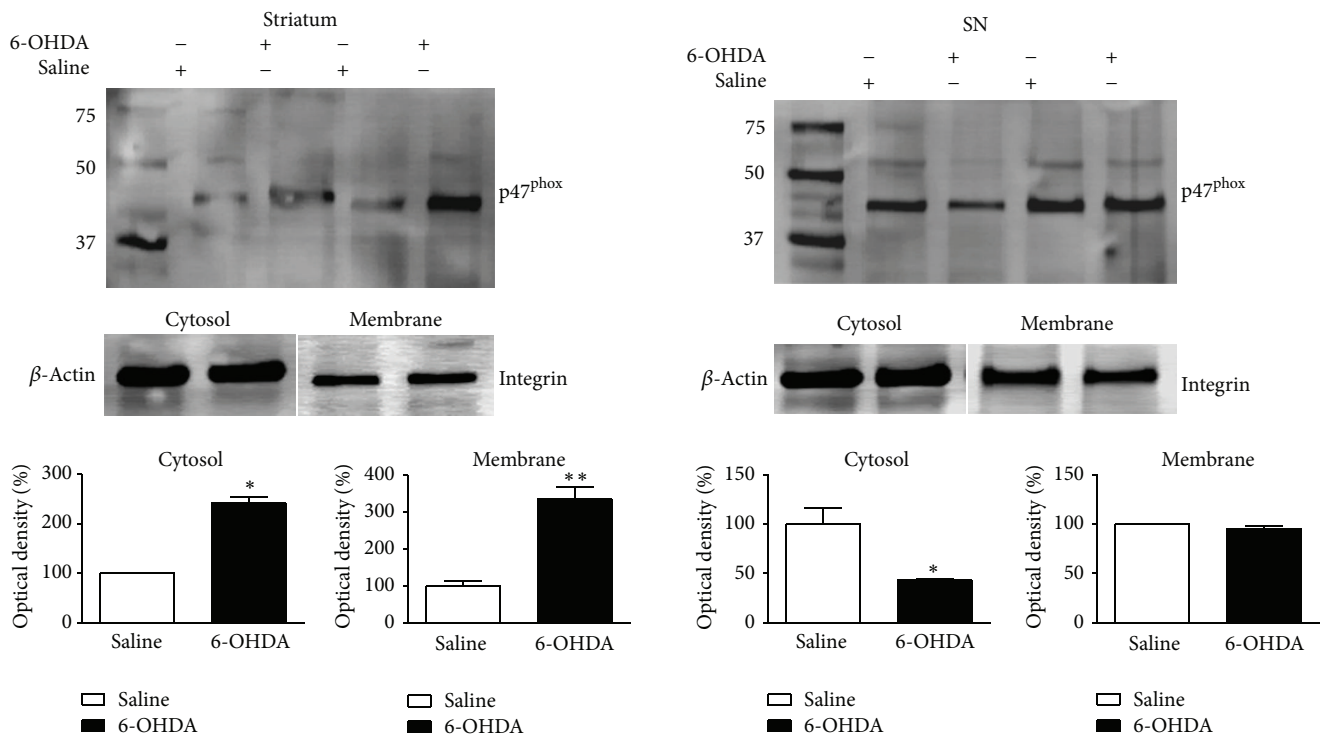 Striatum
6-OHDA − + − +
Saline + − + −
75
50
37
p47phox
Cytosol Membrane
β-Actin
Integrin
Cytosol
Optical density (%)
300
200
100
0
Saline 6-OHDA
*
Saline
6-OHDA
Membrane
Optical density (%)
400
300
200
100
0
Saline 6-OHDA
**
Saline
6-OHDA
SN
6-OHDA − + − +
Saline + − + −
75
50
37
p47phox
Cytosol Membrane
β-Actin
Integrin
Cytosol
Optical density (%)
150
100
50
0
Saline 6-OHDA
*
Saline
6-OHDA
Membrane
Optical density (%)
150
100
50
0
Saline 6-OHDA
Saline
6-OHDA